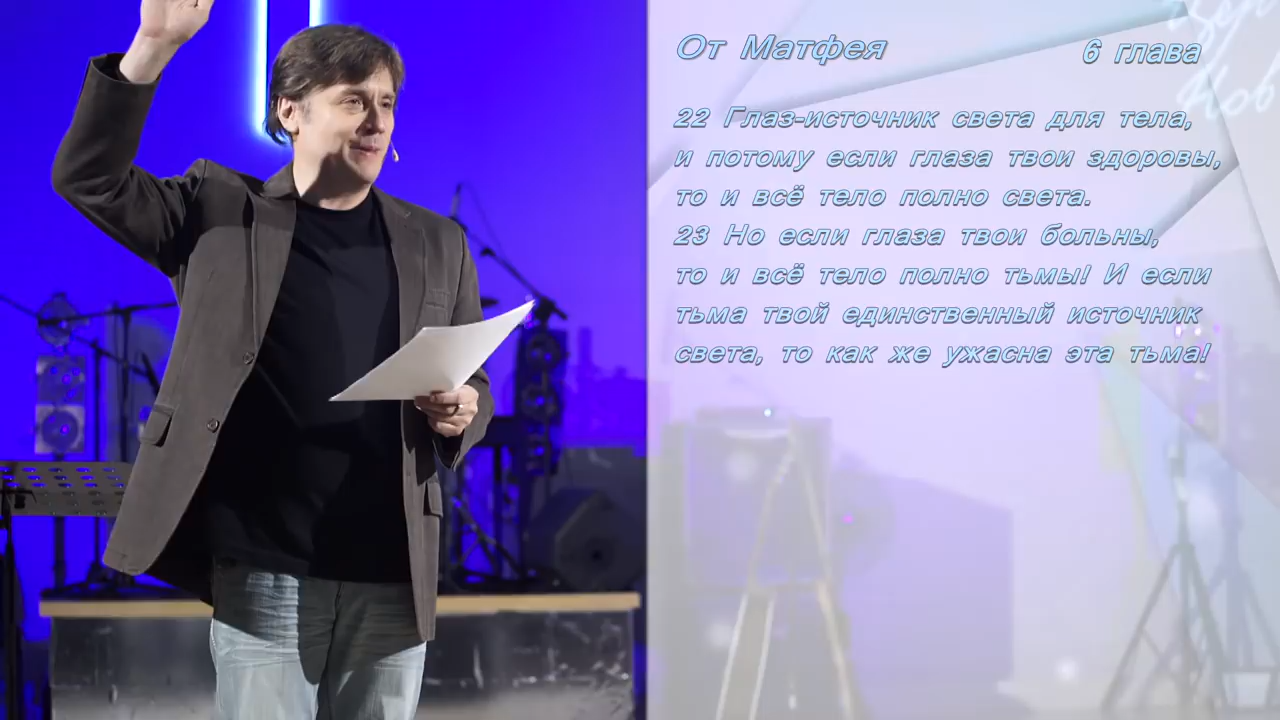 От Матфея 6 глава
22 Глаз-источник света для тела,
и потому если глаза твои здоровы,
то и всё тело полно света.
23 Но если глаза твои больны,
то и всё тело полно тьмы! И если
тьма твой единственный источник
света, то как же ужасна эта тьма!